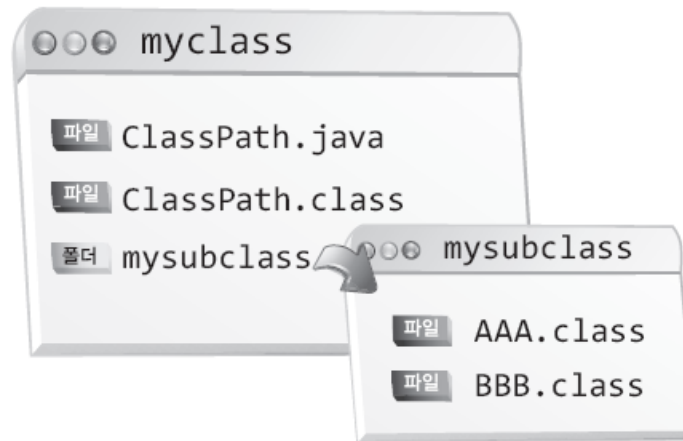 myclass
파일 ClassPath.java
파일 ClassPath.class
폴더 mysubclass
mysubclass
파일 AAA.class
파일 BBB.class